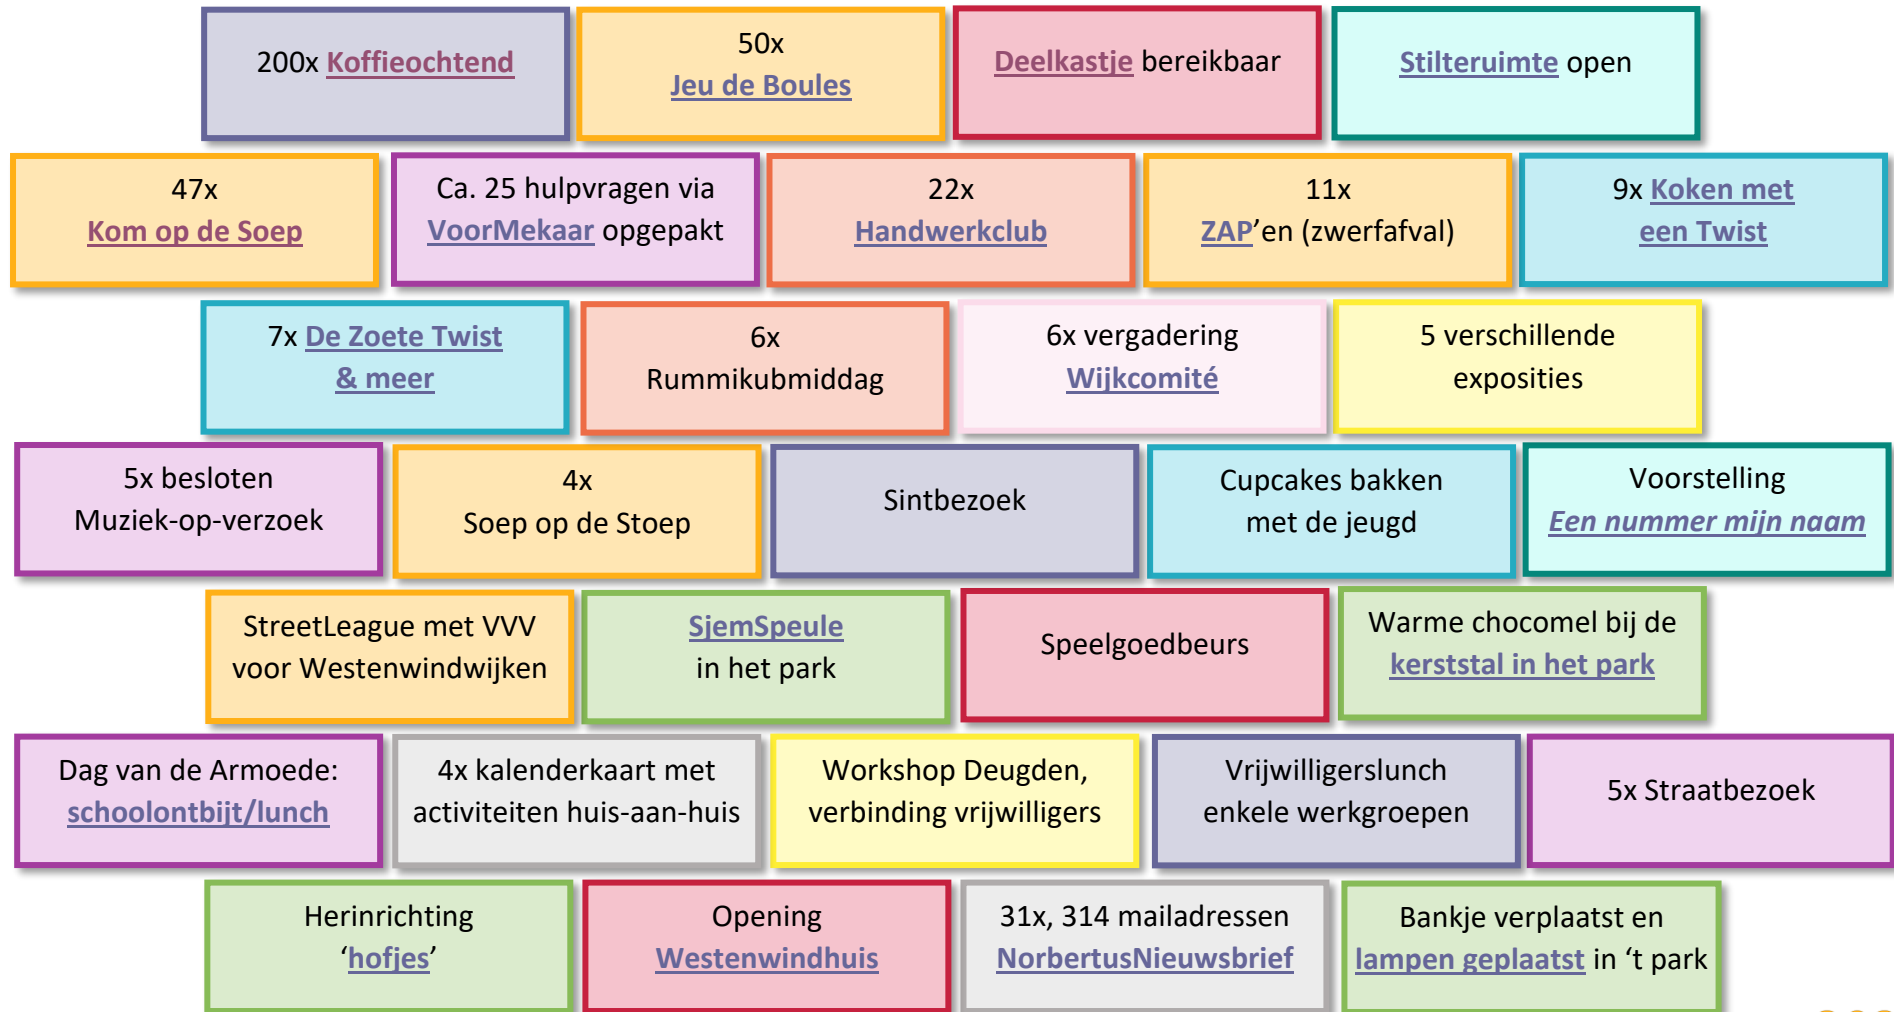 200x Koffieochtend
50x
Jeu de Boules
Deelkastje bereikbaar
Stilteruimte open
47x
Kom op de Soep
Ca. 25 hulpvragen via
VoorMekaar opgepakt
22x
Handwerkclub
11x
ZAP’en (zwerfafval)
9x Koken met
een Twist
7x De Zoete Twist
& meer
6x
Rummikubmiddag
6x vergadering
Wijkcomité
5 verschillende
exposities
5x besloten
Muziek-op-verzoek
4x
Soep op de Stoep
Sintbezoek
Cupcakes bakken
met de jeugd
Voorstelling
Een nummer mijn naam
StreetLeague met VVV
voor Westenwindwijken
SjemSpeule
in het park
Speelgoedbeurs
Warme chocomel bij de
kerststal in het park
Dag van de Armoede:
schoolontbijt/lunch
4x kalenderkaart met
activiteiten huis-aan-huis
Workshop Deugden,
verbinding vrijwilligers
Vrijwilligerslunch
enkele werkgroepen
5x Straatbezoek
Herinrichting
‘hofjes’
Opening
Westenwindhuis
31x, 314 mailadressen
NorbertusNieuwsbrief
Bankje verplaatst en
lampen geplaatst in ‘t park